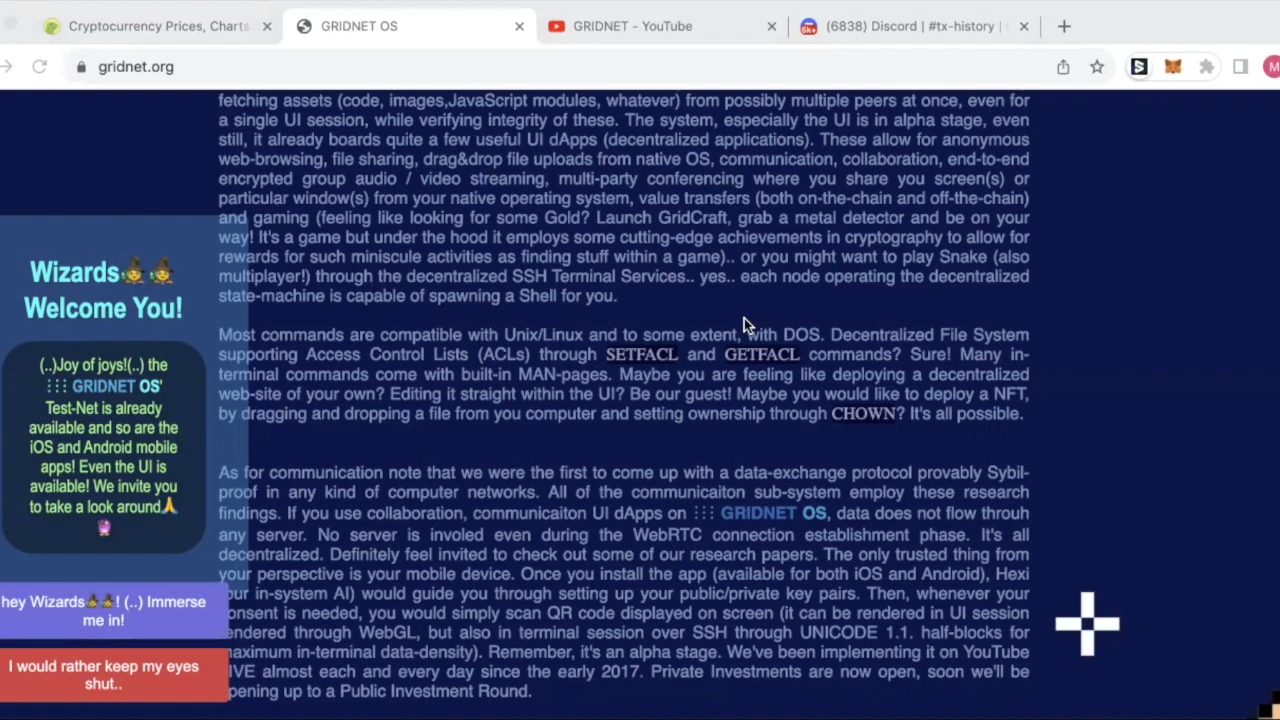 Cryptocurrency Prices, Charts
GRIDNET OS
GRIDNET - YouTube
6k+
(6838) Discord | #tx-history |
gridnet.org
S
M
fetching assets (code, images,JavaScript modules, whatever) from possibly multiple peers at once, even for
a single UI session, while verifying integrity of these. The system, especially the UI is in alpha stage, even
still, it already boards quite a few useful UI dApps (decentralized applications). These allow for anonymous
web-browsing, file sharing, drag&drop file uploads from native OS, communication, collaboration, end-to-end
encrypted group audio / video streaming, multi-party conferencing where you share you screen(s) or
particular window(s) from your native operating system, value transfers (both on-the-chain and off-the-chain)
and gaming (feeling like looking for some Gold? Launch GridCraft, grab a metal detector and be on your
way! It's a game but under the hood it employs some cutting-edge achievements in cryptography to allow for
rewards for such miniscule activities as finding stuff within a game).. or you might want to play Snake (also
multiplayer!) through the decentralized SSH Terminal Services.. yes.. each node operating the decentralized
state-machine is capable of spawning a Shell for you.
Most commands are compatible with Unix/Linux and to some extent, with DOS. Decentralized File System
supporting Access Control Lists (ACLs) through SETFACL and GETFACL commands? Sure! Many in-
terminal commands come with built-in MAN-pages. Maybe you are feeling like deploying a decentralized
web-site of your own? Editing it straight within the UI? Be our guest! Maybe you would like to deploy a NFT,
by dragging and dropping a file from you computer and setting ownership through CHOWN? It's all possible.
As for communication note that we were the first to come up with a data-exchange protocol provably Sybil-
proof in any kind of computer networks. All of the communicaiton sub-system employ these research
findings. If you use collaboration, communicaiton UI dApps on GRIDNET OS, data does not flow throuh
any server. No server is involed even during the WebRTC connection establishment phase. It's all
decentralized. Definitely feel invited to check out some of our research papers. The only trusted thing from
your perspective is your mobile device. Once you install the app (available for both iOS and Android), Hexi
our in-system AI) would guide you through setting up your public/private key pairs. Then, whenever your
consent is needed, you would simply scan QR code displayed on screen (it can be rendered in UI session
rendered through WebGL, but also in terminal session over SSH through UNICODE 1.1. half-blocks for
maximum in-terminal data-density). Remember, it's an alpha stage. We've been implementing it on YouTube
LIVE almost each and every day since the early 2017. Private Investments are now open, soon we'll be
opening up to a Public Investment Round.
Wizards
Welcome You!
(..)Joy of joys!(..) the
GRIDNET OS'
Test-Net is already
available and so are the
iOS and Android mobile
apps! Even the UI is
available! We invite you
to take a look around
hey Wizards! (..) Immerse
me in!
I would rather keep my eyes
shut..